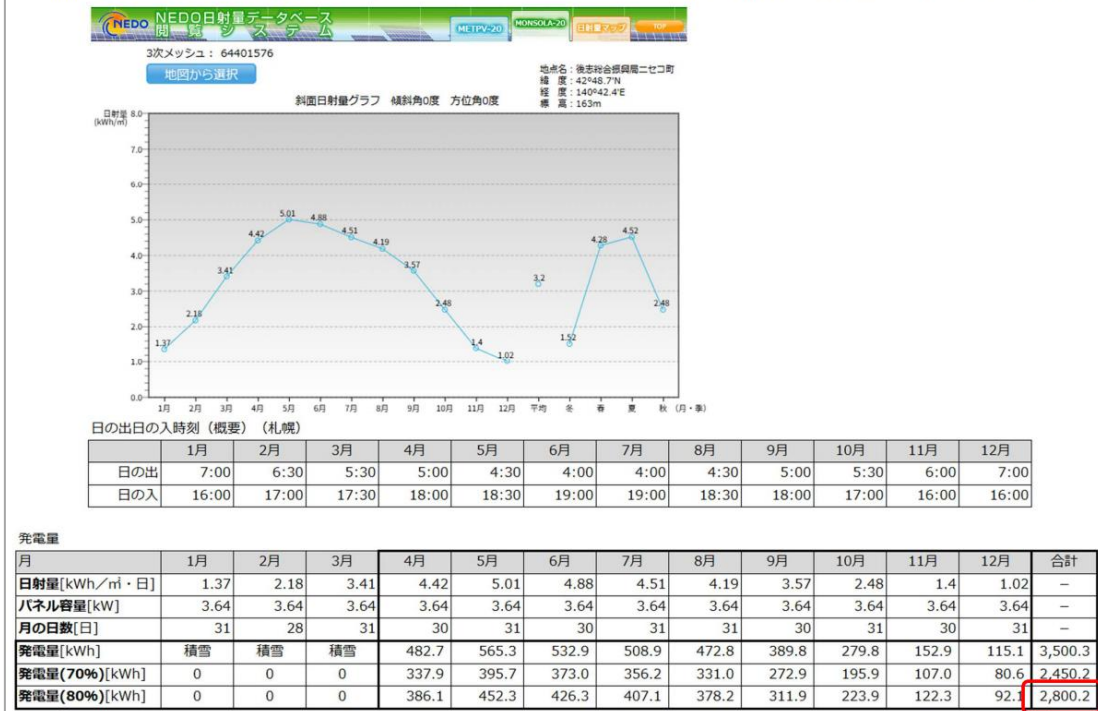 NEDO NEDO日射量データベース
閲覧システム
METPV-20 MONSOLA-20 日射量マップ TOP
3次メッシュ： 64401576
地図から選択
地点名：後志総合振興局ニセコ町
緯　度：42º48.7'N
経　度：140º42.4'E
標　高：163m
斜面日射量グラフ　傾斜角0度　方位角0度
日射量
(kWh/㎡)
8.0
7.0
6.0
5.0
4.0
3.0
2.0
1.0
0.0
1.37 2.18 3.41 4.42 5.01 4.88 4.51 4.19 3.57 2.48 1.4 1.02 3.2 1.52 4.28 4.52 2.48
1月 2月 3月 4月 5月 6月 7月 8月 9月 10月 11月 12月 平均 冬 春 夏 秋 (月・季)
日の出日の入時刻（概要）（札幌）
1月 2月 3月 4月 5月 6月 7月 8月 9月 10月 11月 12月
日の出 7:00 6:30 5:30 5:00 4:30 4:00 4:00 4:30 5:00 5:30 6:00 7:00
日の入 16:00 17:00 17:30 18:00 18:30 19:00 19:00 18:30 18:00 17:00 16:00 16:00
発電量
月 1月 2月 3月 4月 5月 6月 7月 8月 9月 10月 11月 12月 合計
日射量[kWh／㎡・日] 1.37 2.18 3.41 4.42 5.01 4.88 4.51 4.19 3.57 2.48 1.4 1.02 －
パネル容量[kW] 3.64 3.64 3.64 3.64 3.64 3.64 3.64 3.64 3.64 3.64 3.64 3.64 －
月の日数[日] 31 28 31 30 31 30 31 31 30 31 30 31 －
発電量[kWh] 積雪 積雪 積雪 482.7 565.3 532.9 508.9 472.8 389.8 279.8 152.9 115.1 3,500.3
発電量(70%)[kWh] 0 0 0 337.9 395.7 373.0 356.2 331.0 272.9 195.9 107.0 80.6 2,450.2
発電量(80%)[kWh] 0 0 0 386.1 452.3 426.3 407.1 378.2 311.9 223.9 122.3 92.1 2,800.2